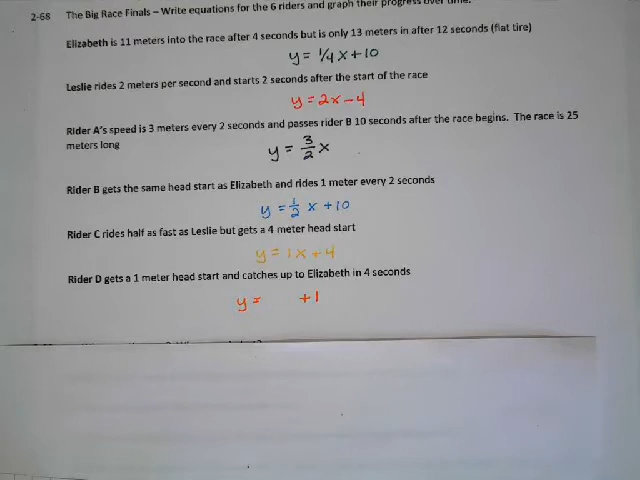 2-68 The Big Race Finals – Write equations for the 6 riders and graph their progress over time.
Elizabeth is 11 meters into the race after 4 seconds but is only 13 meters in after 12 seconds (flat tire)
y = 1/4 x + 10
Leslie rides 2 meters per second and starts 2 seconds after the start of the race
y = 2x - 4
Rider A's speed is 3 meters every 2 seconds and passes rider B 10 seconds after the race begins. The race is 25
meters long
y = 3/2 x
Rider B gets the same head start as Elizabeth and rides 1 meter every 2 seconds
y = 1/2 x + 10
Rider C rides half as fast as Leslie but gets a 4 meter head start
y = 1x + 4
Rider D gets a 1 meter head start and catches up to Elizabeth in 4 seconds
y = + 1